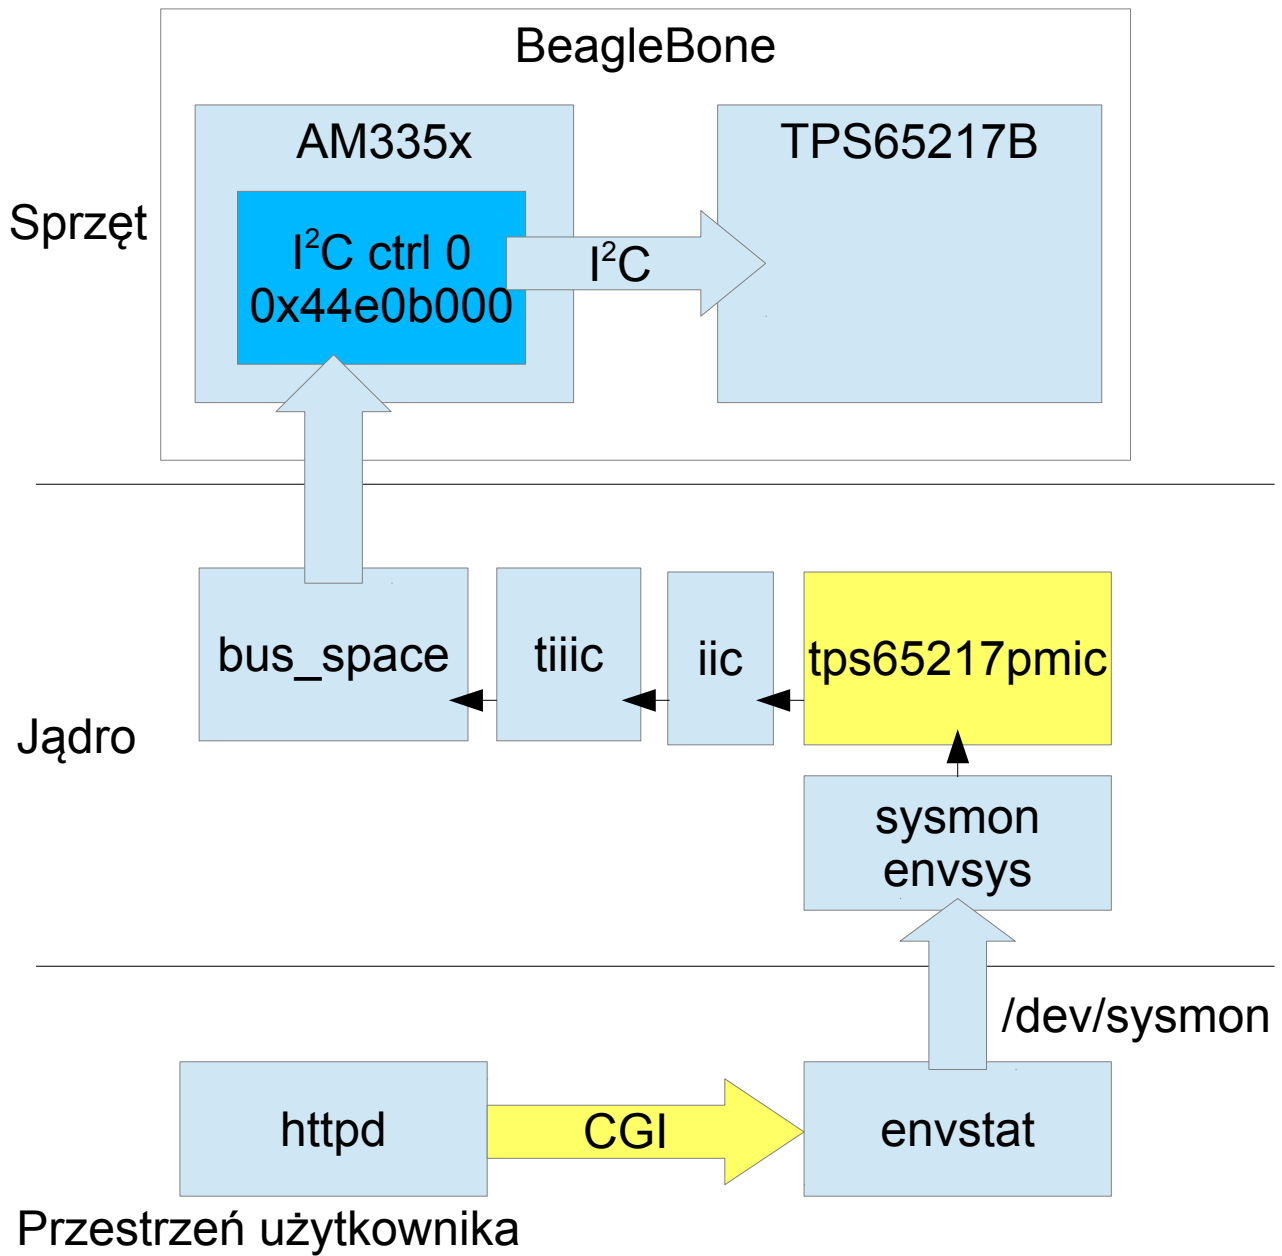 BeagleBone
AM335x
TPS65217B
Sprzęt
I²C ctrl 0
0x44e0b000
I²C
bus_space
tiiic
iic
tps65217pmic
Jądro
sysmon
envsys
/dev/sysmon
httpd
CGI
envstat
Przestrzeń użytkownika